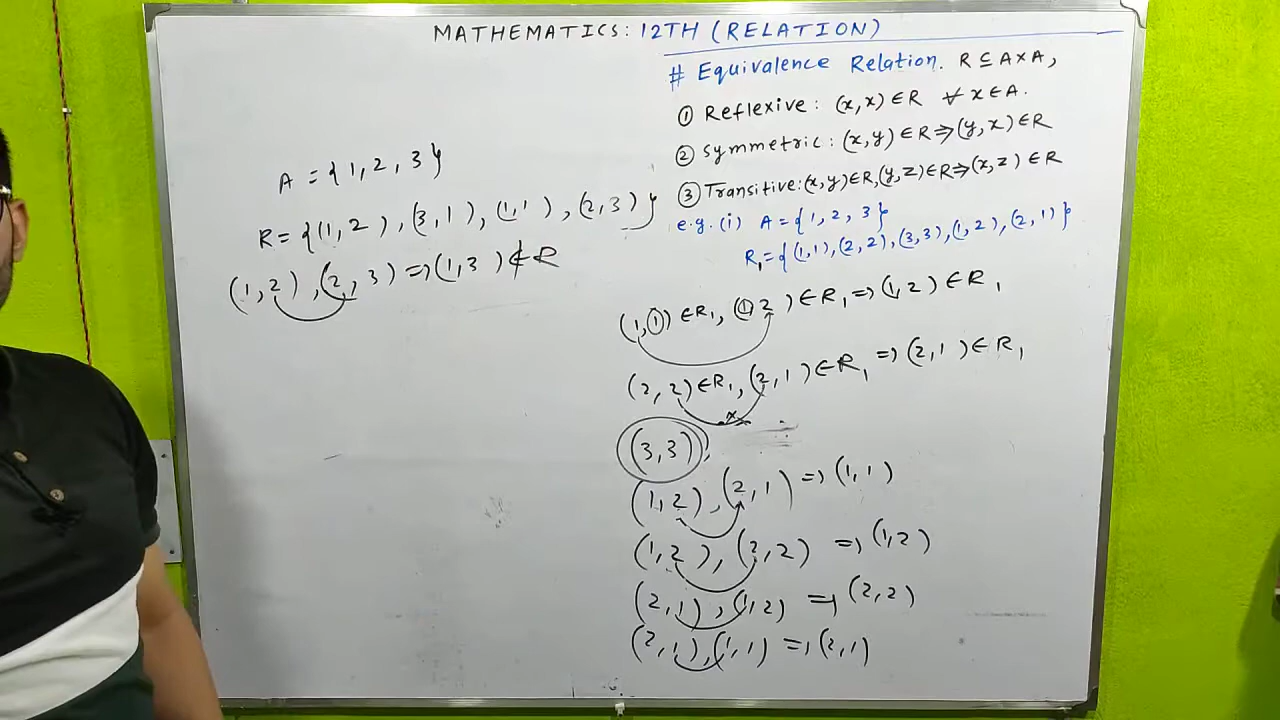 MATHEMATICS: 12TH (RELATION)
# Equivalence Relation. R ⊆ A×A,
① Reflexive: (x,x) ∈ R ∀ x ∈ A.
② Symmetric: (x,y) ∈ R ⇒ (y,x) ∈ R
③ Transitive: (x,y) ∈ R, (y,z) ∈ R ⇒ (x,z) ∈ R
e.g. (i) A = {1, 2, 3}
R₁ = {(1,1), (2,2), (3,3), (1,2), (2,1)}
(1,1) ∈ R₁, (1,2) ∈ R₁ ⇒ (1,2) ∈ R₁
(2,2) ∈ R₁, (2,1) ∈ R₁ ⇒ (2,1) ∈ R₁
(3,3),
(1,2), (2,1) ⇒ (1,1)
(1,2), (2,2) ⇒ (1,2)
(2,1), (1,2) ⇒ (2,2)
(2,1), (1,1) ⇒ (2,1)
A = {1, 2, 3}
R = {(1,2), (3,1), (1,1), (2,3)}
(1,2), (2,3) ⇒ (1,3) ∉ R